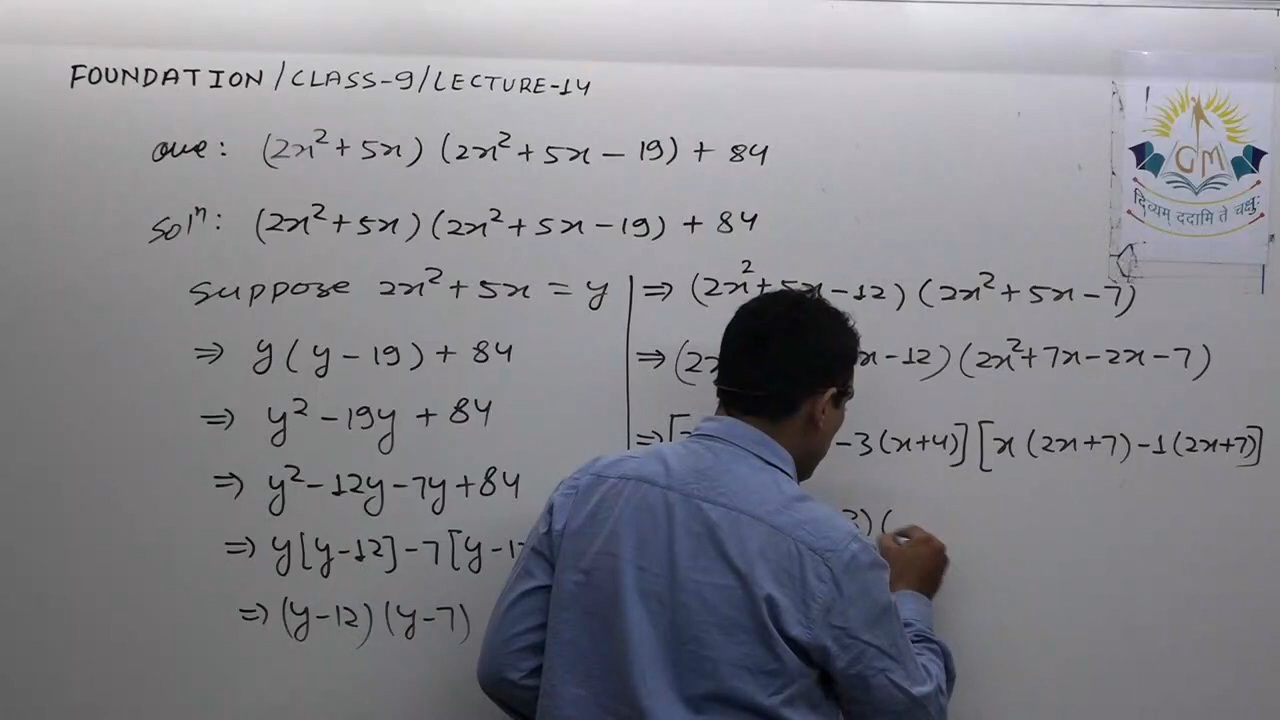 FOUNDATION/CLASS-9/LECTURE-14
GM
दिव्यम् ददामि ते चक्षुः
que: (2x²+5x) (2x²+5x-19) + 84
solⁿ: (2x²+5x) (2x²+5x-19) + 84
suppose 2x²+5x = y
⇒ y(y-19) + 84
⇒ y² - 19y + 84
⇒ y²-12y-7y+84
⇒ y[y-12]-7[y-1
⇒ (y-12) (y-7)
⇒ (2x²+5x-12) (2x²+5x-7)
⇒ (2x x-12) (2x²+7x-2x-7)
⇒ [ -3(x+4)] [x(2x+7)-1(2x+7)]
3) (